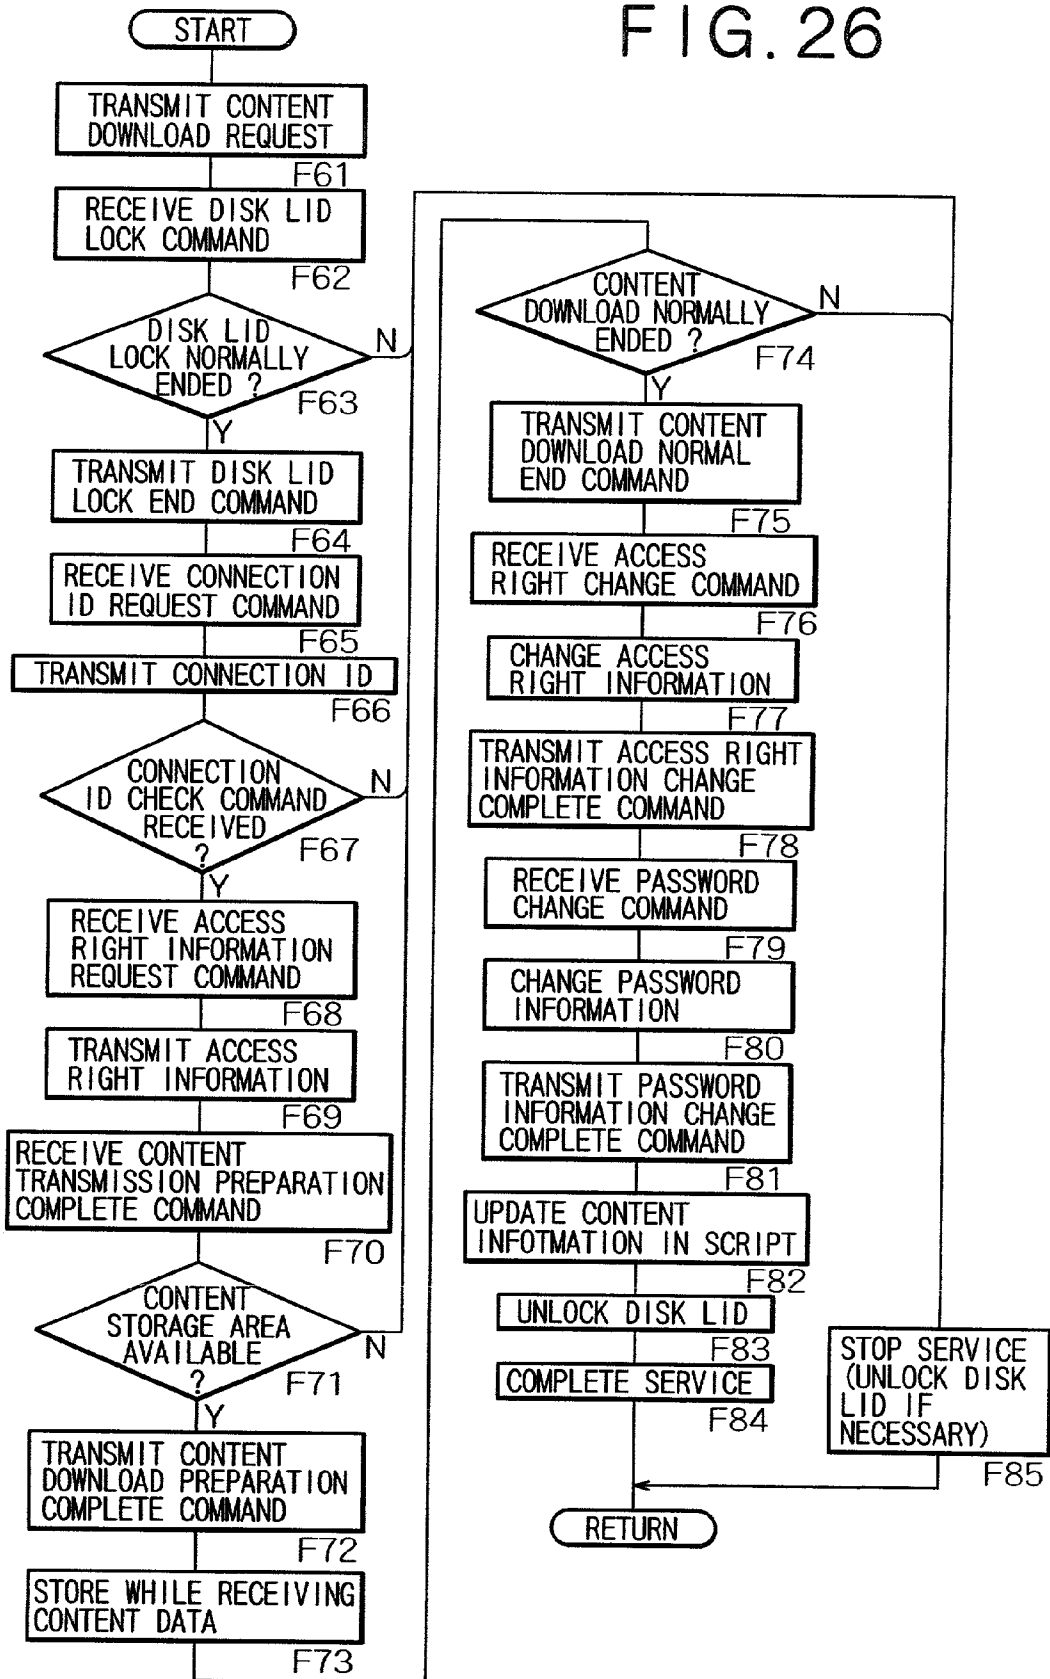 FIG. 26
START
TRANSMIT CONTENT
DOWNLOAD REQUEST
F61
RECEIVE DISK LID
LOCK COMMAND
F62
DISK LID
LOCK NORMALLY
ENDED ?
N
F63
Y
TRANSMIT DISK LID
LOCK END COMMAND
F64
RECEIVE CONNECTION
ID REQUEST COMMAND
F65
TRANSMIT CONNECTION ID
F66
CONNECTION
ID CHECK COMMAND
RECEIVED
?
N
F67
Y
RECEIVE ACCESS
RIGHT INFORMATION
REQUEST COMMAND
F68
TRANSMIT ACCESS
RIGHT INFORMATION
F69
RECEIVE CONTENT
TRANSMISSION PREPARATION
COMPLETE COMMAND
F70
CONTENT
STORAGE AREA
AVAILABLE
?
N
F71
Y
TRANSMIT CONTENT
DOWNLOAD PREPARATION
COMPLETE COMMAND
F72
STORE WHILE RECEIVING
CONTENT DATA
F73
CONTENT
DOWNLOAD NORMALLY
ENDED ?
N
F74
Y
TRANSMIT CONTENT
DOWNLOAD NORMAL
END COMMAND
F75
RECEIVE ACCESS
RIGHT CHANGE COMMAND
F76
CHANGE ACCESS
RIGHT INFORMATION
F77
TRANSMIT ACCESS RIGHT
INFORMATION CHANGE
COMPLETE COMMAND
F78
RECEIVE PASSWORD
CHANGE COMMAND
F79
CHANGE PASSWORD
INFORMATION
F80
TRANSMIT PASSWORD
INFORMATION CHANGE
COMPLETE COMMAND
F81
UPDATE CONTENT
INFOTMATION IN SCRIPT
F82
UNLOCK DISK LID
F83
COMPLETE SERVICE
F84
STOP SERVICE
(UNLOCK DISK
LID IF
NECESSARY)
F85
RETURN